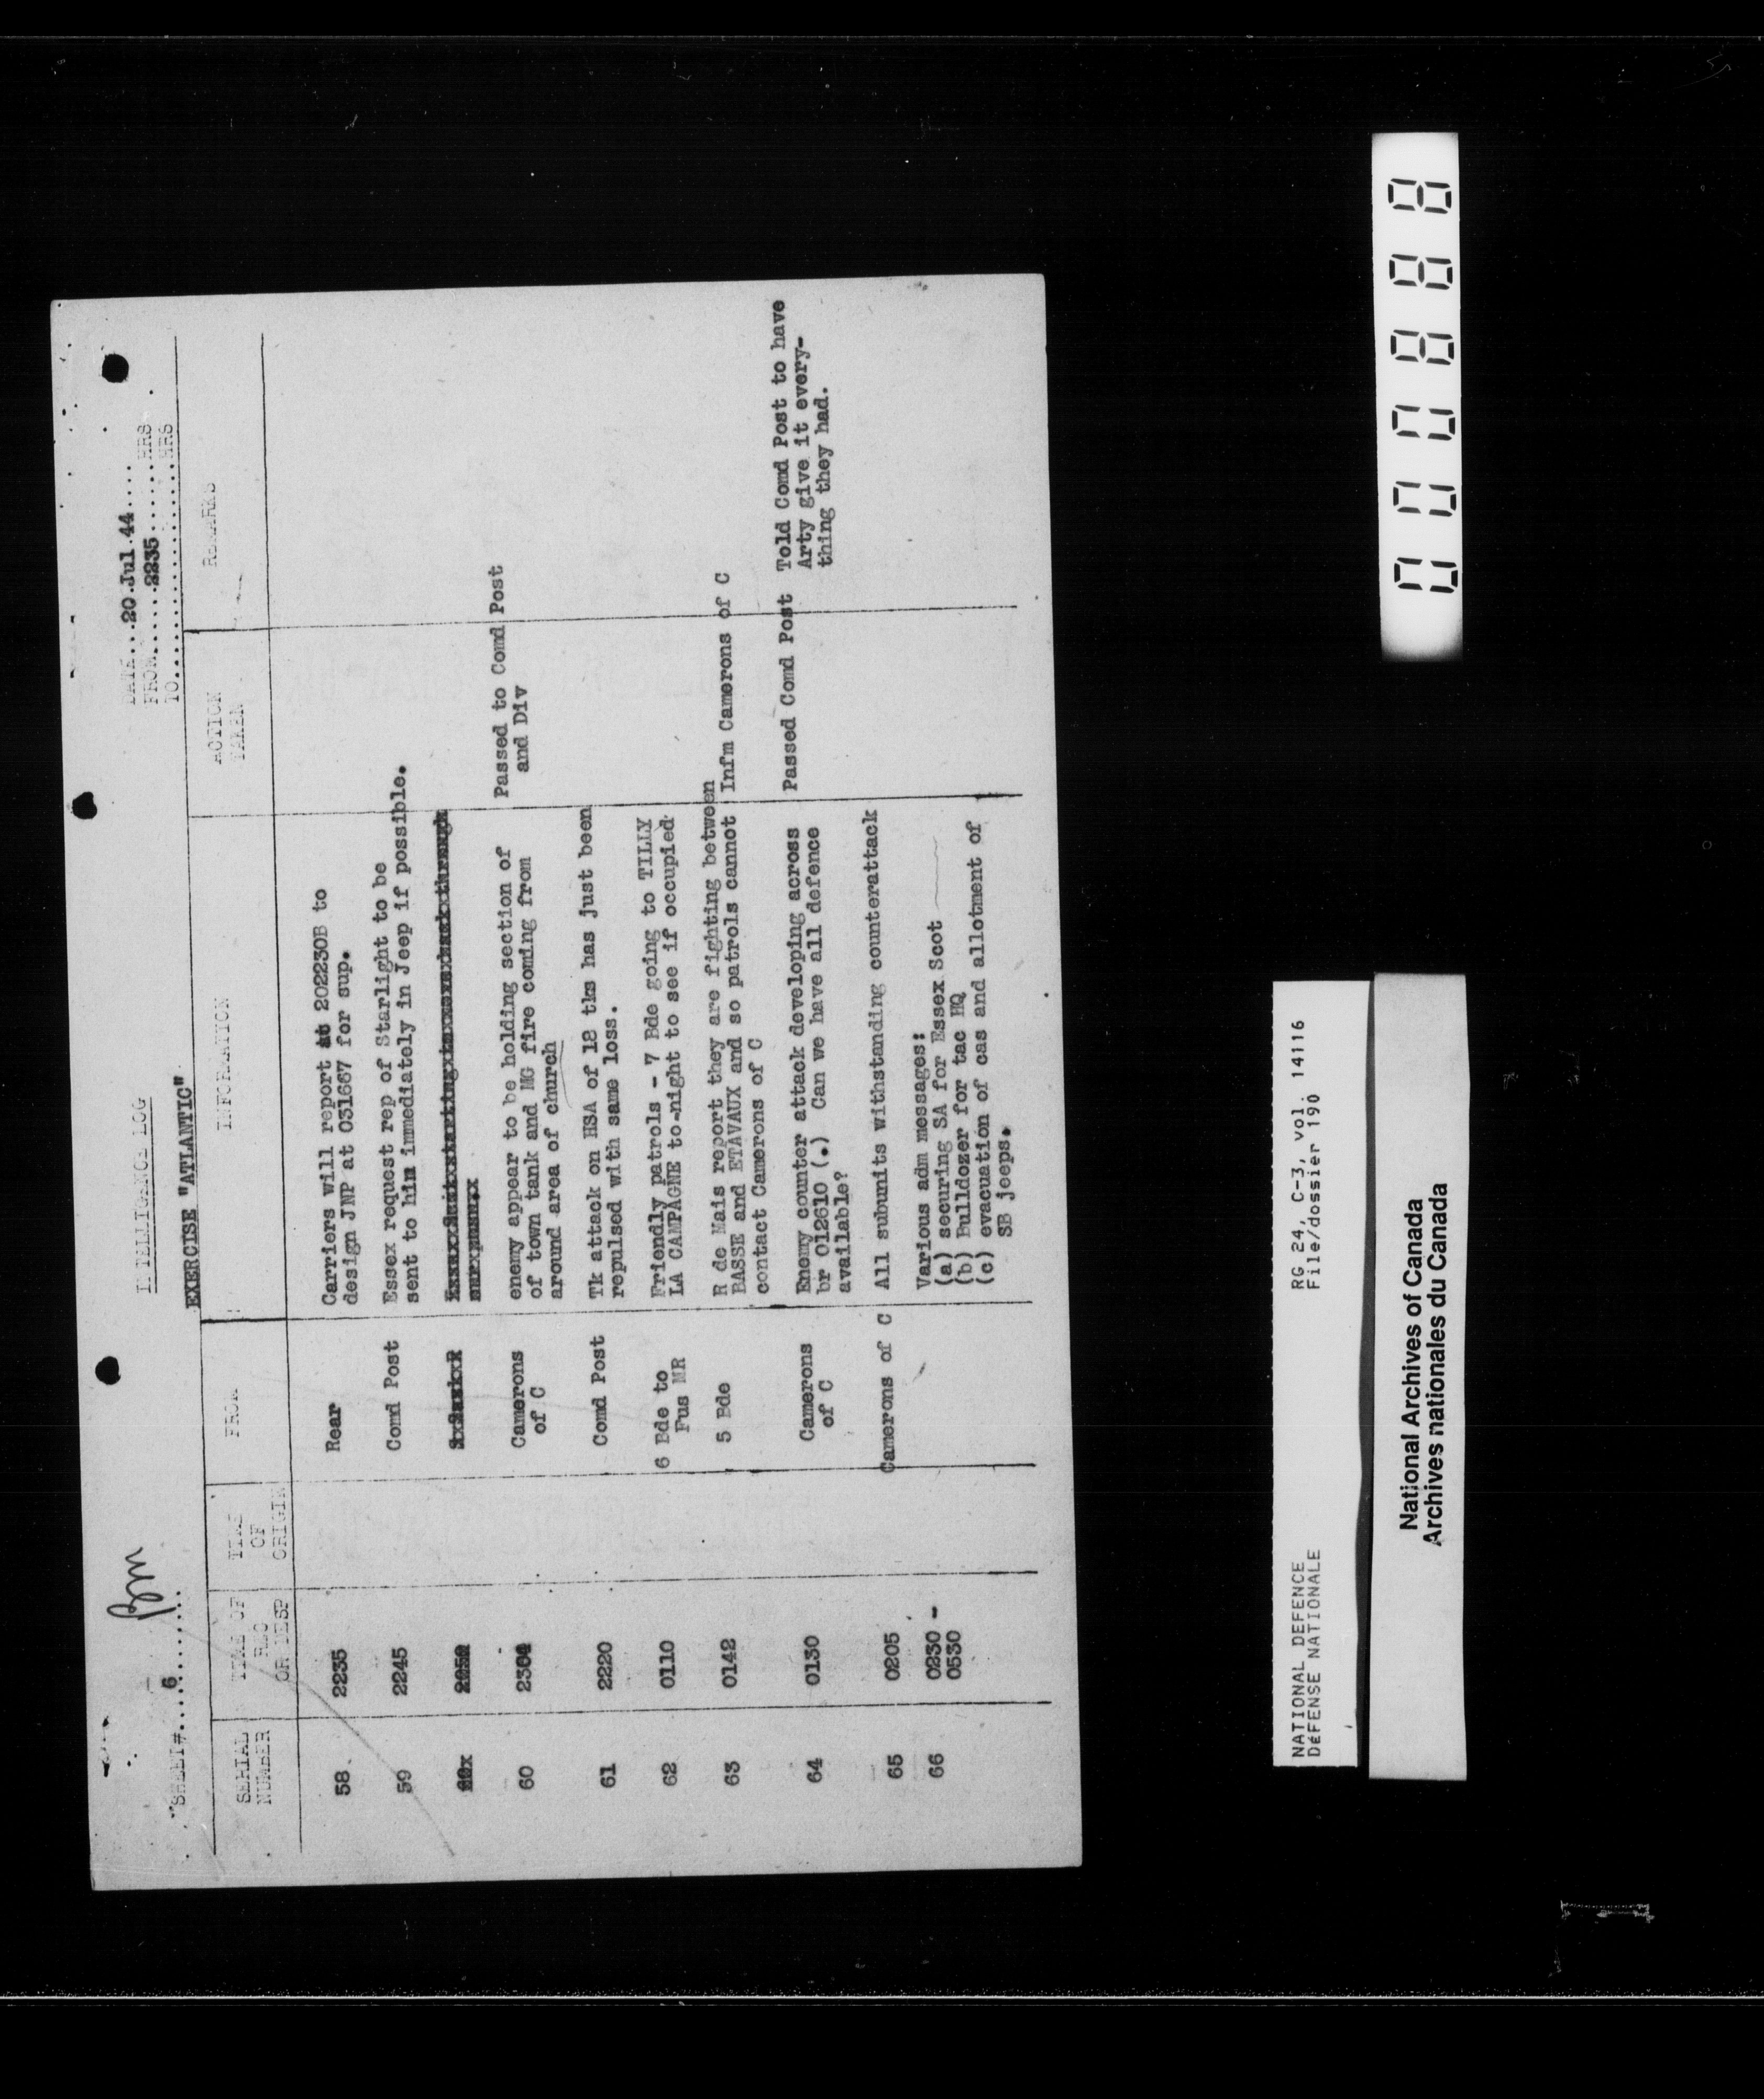 INTELLIGENCE LOG
"SHEET#....6........
Bm
DATE...20.Jul.44....
FROM......2235......HRS
TO..................HRS
EXERCISE "ATLANTIC"
SERIAL NUMBER | TIME OF REC OR DESP | TIME OF ORIGIN | FROM | INFORMATION | ACTION TAKEN | REMARKS
58 2235 Rear Carriers will report at 202230B to
design JNP at 031667 for sup.
59 2245 Comd Post Essex request rep of Starlight to be
sent to him immediately in Jeep if possible.
60 Camerons enemy appear to be holding section of Passed to Comd Post
of C of town tank and MG fire coming from and Div
around area of church
61 2220 Comd Post Tk attack on HSA of 18 tks has just been
repulsed with same loss.
62 0110 6 Bde to Friendly patrols - 7 Bde going to TILLY
Fus MR LA CAMPAGNE to-night to see if occupied
63 0142 5 Bde R de Mais report they are fighting between
BASSE and ETAVAUX and so patrols cannot Infm Camerons of C
contact Camerons of C
64 0130 Camerons Enemy counter attack developing across Passed Comd Post Told Comd Post to have
of C br 012610 (.) Can we have all defence Arty give it every-
available? thing they had.
65 0205 Camerons of C All subunits withstanding counterattack
66 0230 - Various adm messages:
0530 (a) securing SA for Essex Scot
(b) Bulldozer for tac HQ
(c) evacuation of cas and allotment of
SB jeeps.
000888
NATIONAL DEFENCE RG 24, C-3, vol. 14116
DÉFENSE NATIONALE File/dossier 190
National Archives of Canada
Archives nationales du Canada